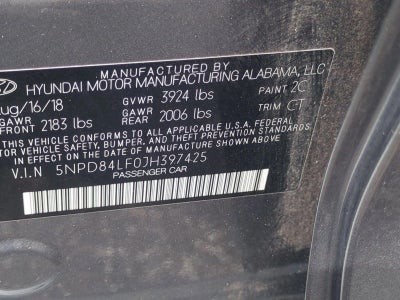 MANUFACTURED BY
HYUNDAI MOTOR MANUFACTURING ALABAMA, LLC
Aug/16/18 GVWR 3924 lbs PAINT 2C
GAWR FRONT 2183 lbs GAWR REAR 2006 lbs TRIM CT
THIS VEHICLE CONFORMS TO ALL APPLICABLE U.S.A. FEDERAL
MOTOR VEHICLE SAFETY, BUMPER, AND THEFT PREVENTION STANDARDS
IN EFFECT ON THE DATE OF MANUFACTURE SHOWN ABOVE.
V.I.N 5NPD84LF0JH397425
PASSENGER CAR